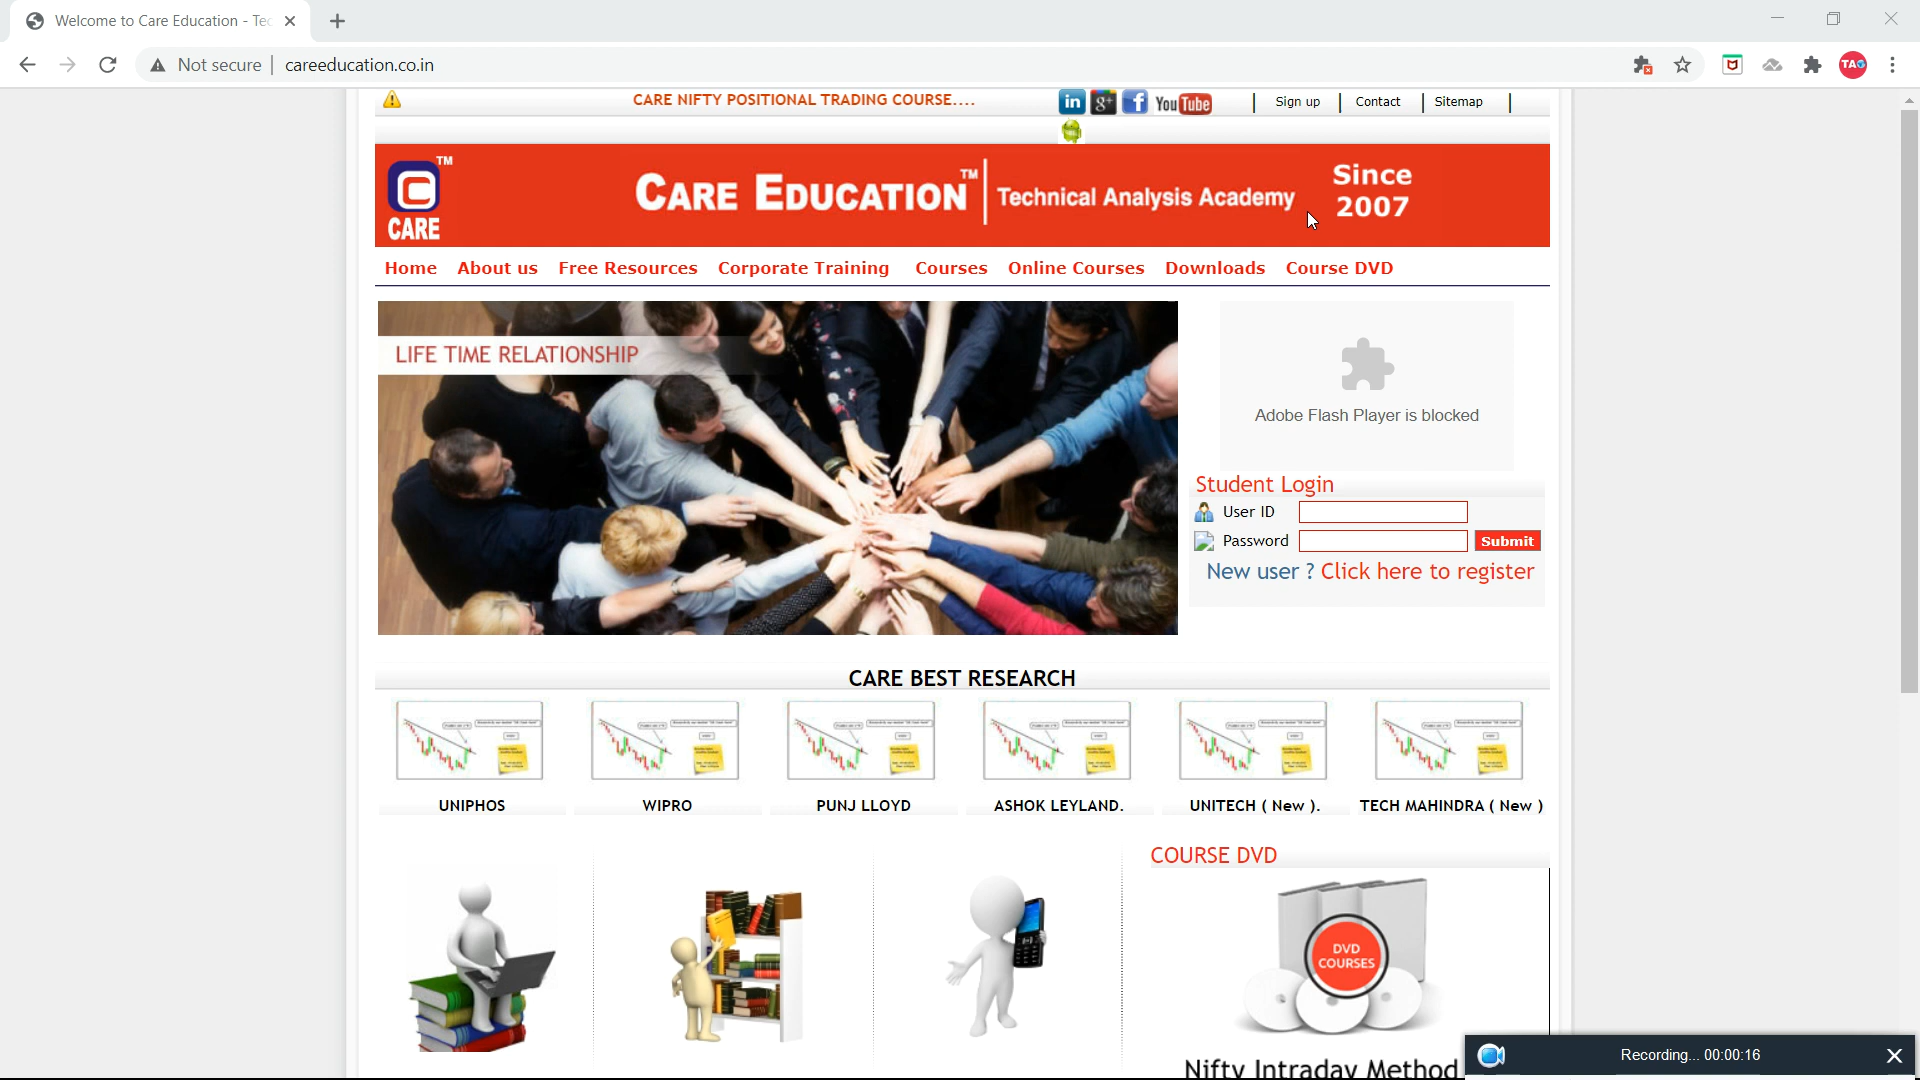 Welcome to Care Education - Tec
Not secure
careeducation.co.in
TAG
CARE NIFTY POSITIONAL TRADING COURSE....
in
g+
f
YouTube
Sign up
Contact
Sitemap
C TM
CARE
CARE EDUCATION TM
Technical Analysis Academy
Since
2007
Home
About us
Free Resources
Corporate Training
Courses
Online Courses
Downloads
Course DVD
LIFE TIME RELATIONSHIP
Adobe Flash Player is blocked
Student Login
User ID
Password
Submit
New user ? Click here to register
CARE BEST RESEARCH
UNIPHOS
WIPRO
PUNJ LLOYD
ASHOK LEYLAND.
UNITECH ( New ).
TECH MAHINDRA ( New )
COURSE DVD
DVD
COURSES
Nifty Intraday Method
Recording... 00:00:16